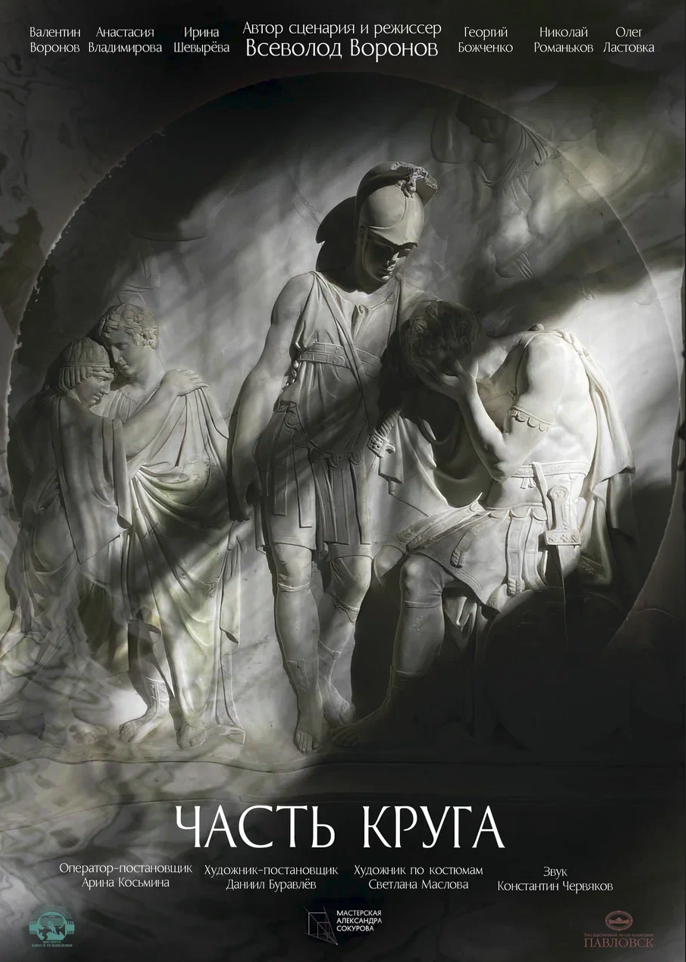 Автор сценария и режиссер
Всеволод Воронов
Валентин
Воронов
Анастасия
Владимирова
Ирина
Шевырёва
Георгий
Божченко
Николай
Романьков
Олег
Ластовка
ЧАСТЬ КРУГА
Оператор-постановщик
Арина Косьмина
Художник-постановщик
Даниил Буравлёв
Художник по костюмам
Светлана Маслова
Звук
Константин Червяков
МАСТЕРСКАЯ
АЛЕКСАНДРА
СОКУРОВА
ПАВЛОВСК